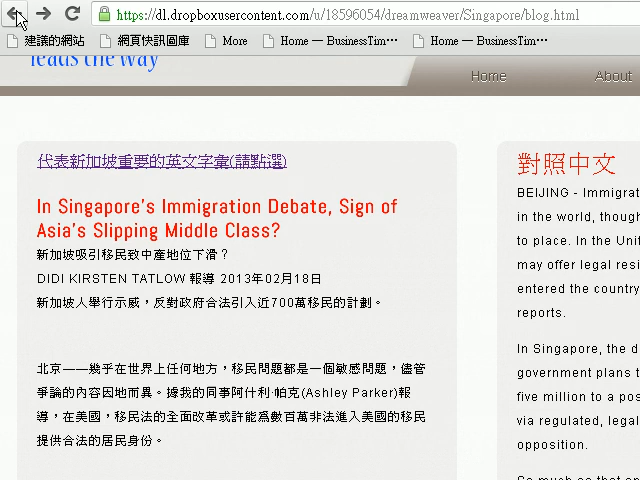 https://dl.dropboxusercontent.com/u/18596054/dreamweaver/Singapore/blog.html
建議的網站 網頁快訊圖庫 More Home — BusinessTim… Home — BusinessTim…
leads the way
Home About
代表新加坡重要的英文字彙(請點選)
In Singapore's Immigration Debate, Sign of
Asia's Slipping Middle Class?
新加坡吸引移民致中產地位下滑？
DIDI KIRSTEN TATLOW 報導 2013年02月18日
新加坡人舉行示威，反對政府合法引入近700萬移民的計劃。
北京——幾乎在世界上任何地方，移民問題都是一個敏感問題，儘管
爭論的內容因地而異。據我的同事阿什利·帕克(Ashley Parker)報
導，在美國，移民法的全面改革或許能爲數百萬非法進入美國的移民
提供合法的居民身份。
對照中文
BEIJING - Immigrat
in the world, though
to place. In the Unit
may offer legal resi
entered the country
reports.
In Singapore, the d
government plans t
five million to a pos
via regulated, legal
opposition.